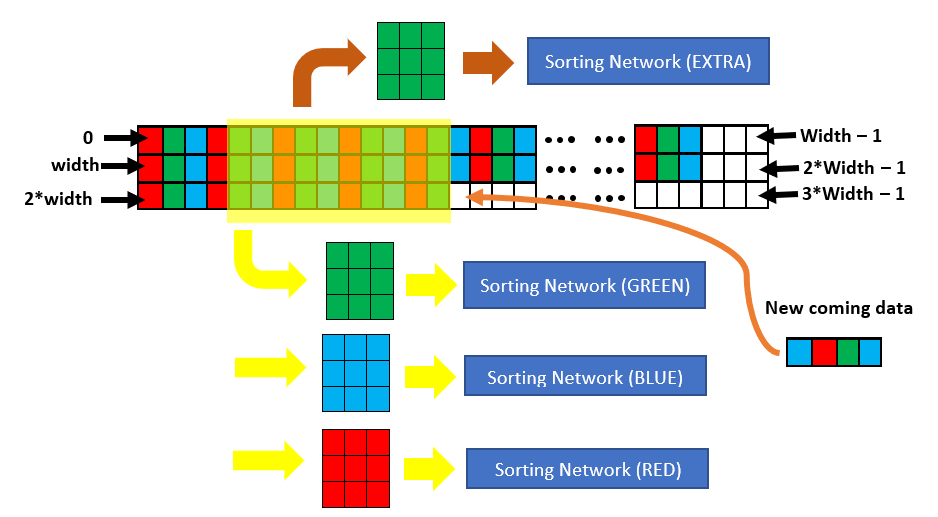 Sorting Network (EXTRA)
0
Width – 1
width
2*Width – 1
2*width
3*Width – 1
Sorting Network (GREEN)
New coming data
Sorting Network (BLUE)
Sorting Network (RED)